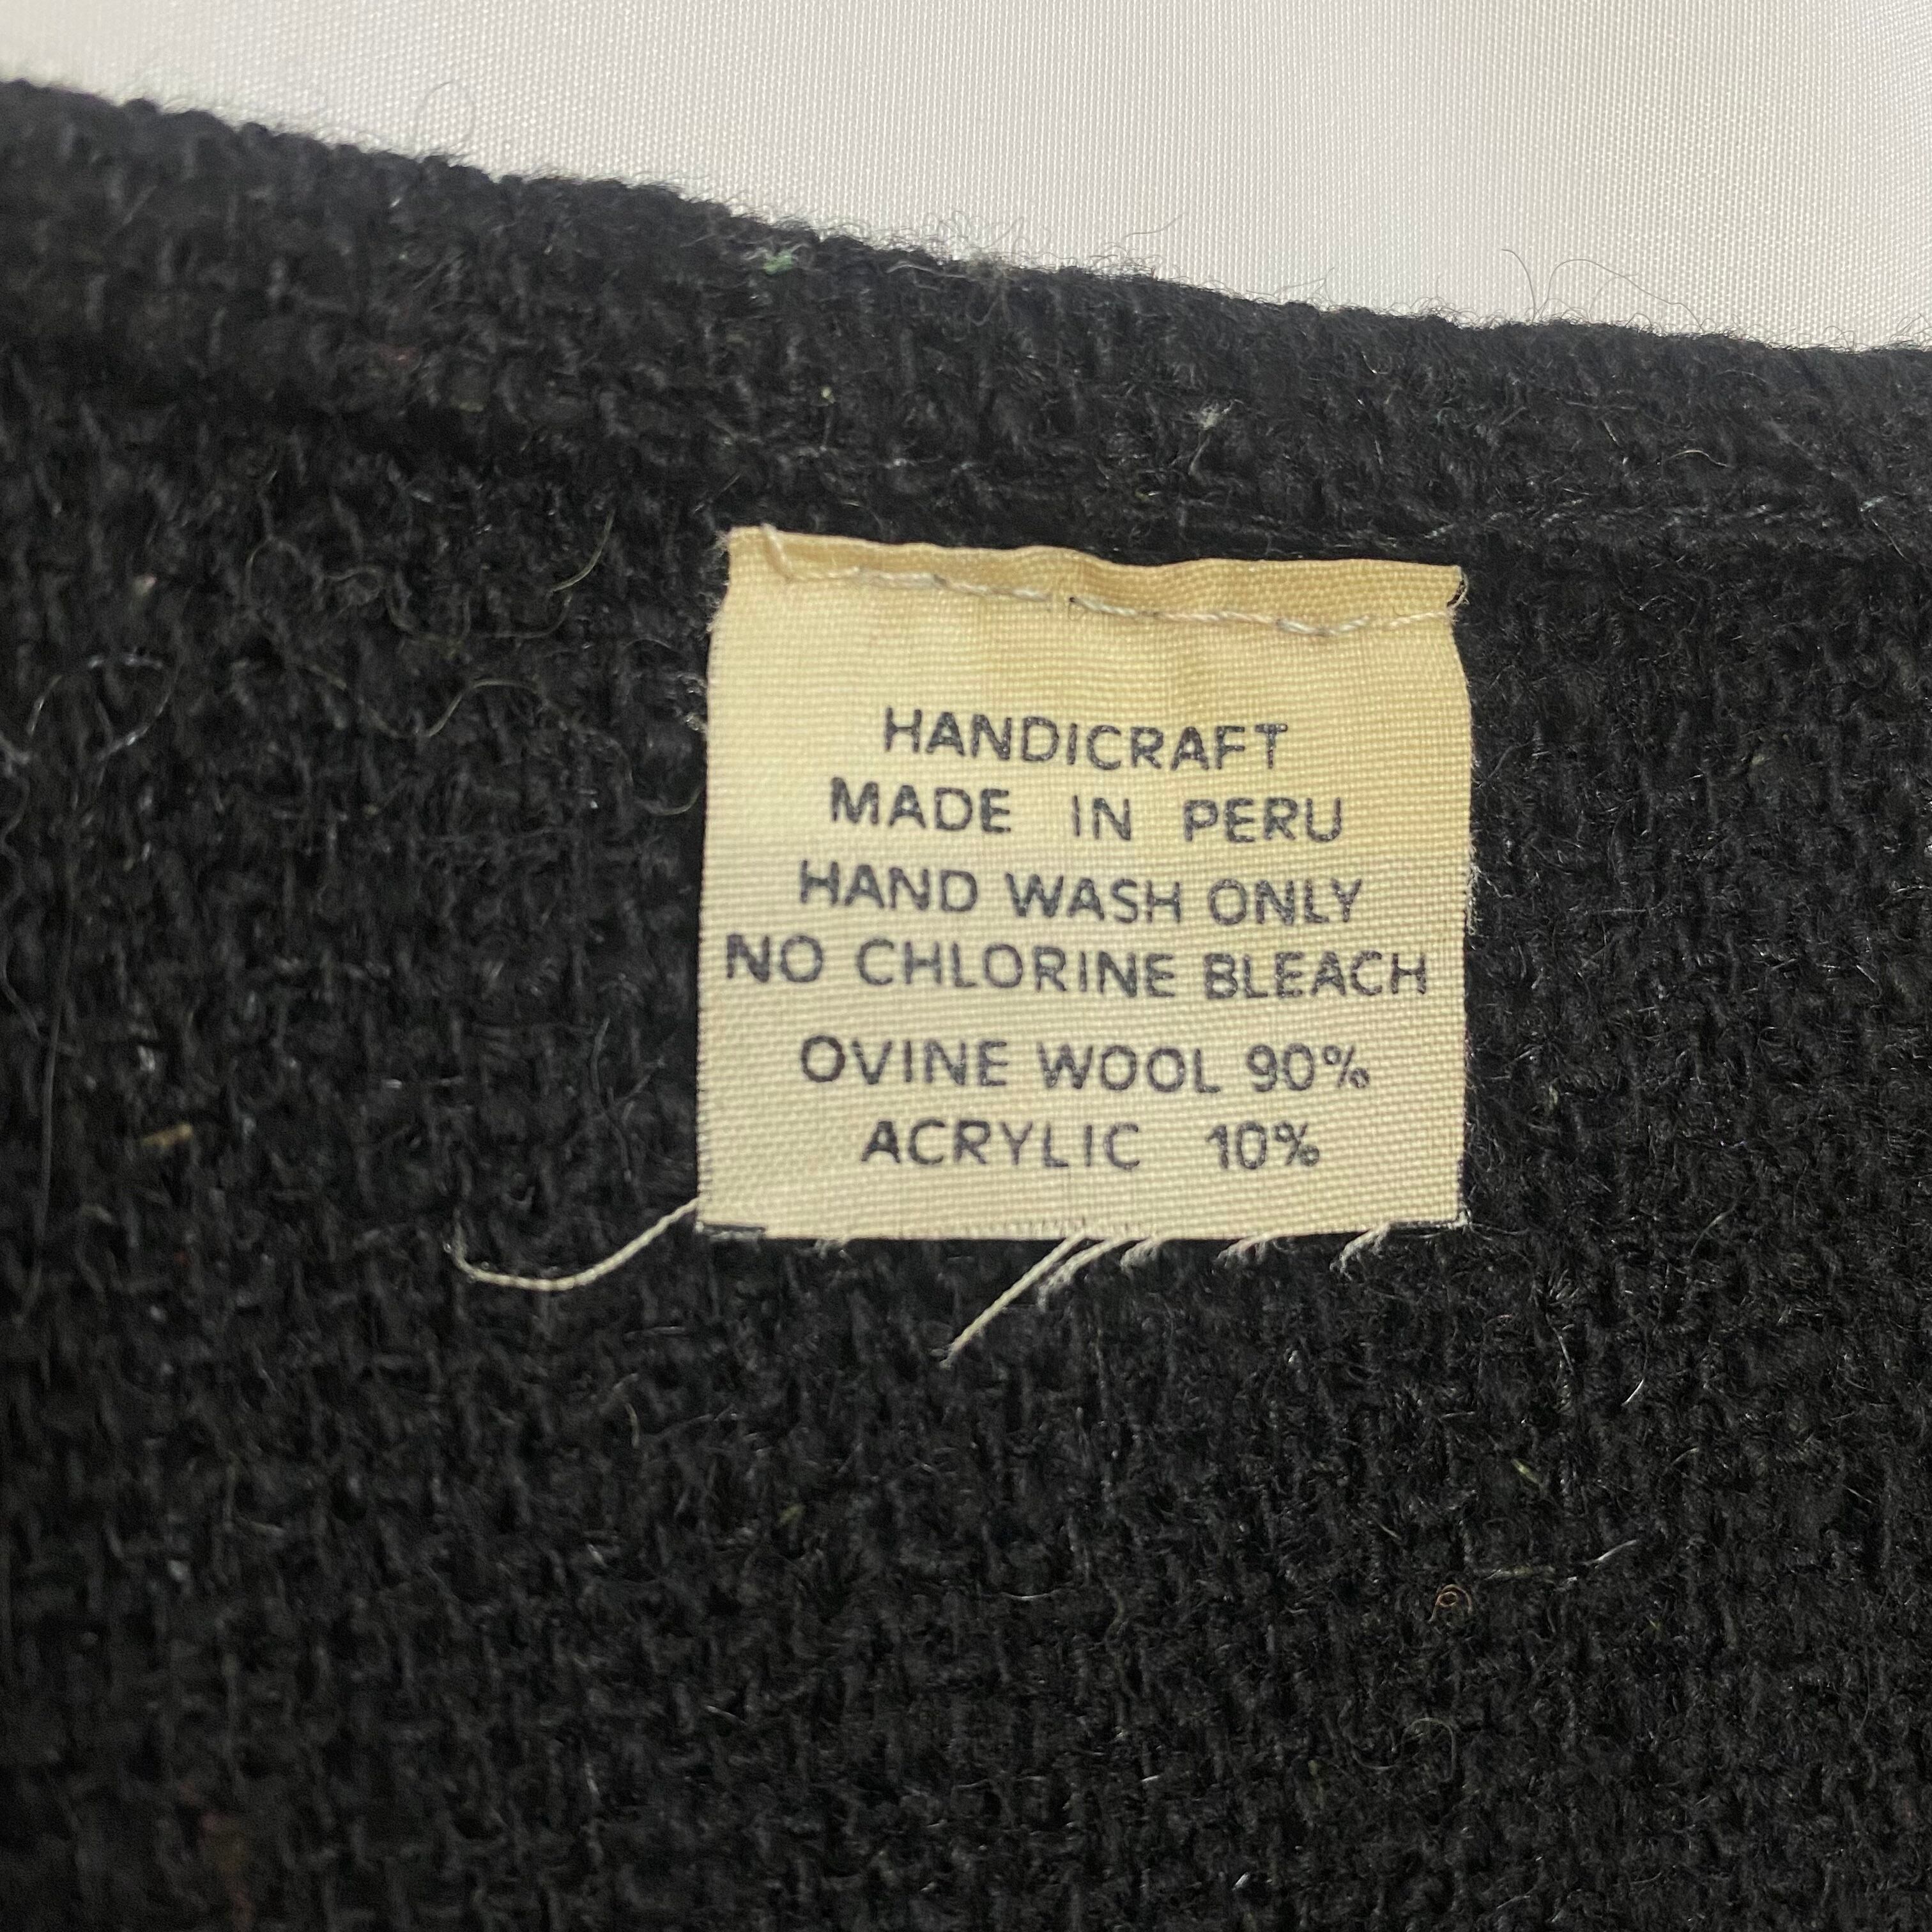 HANDICRAFT
MADE IN PERU
HAND WASH ONLY
NO CHLORINE BLEACH
OVINE WOOL 90%
ACRYLIC 10%